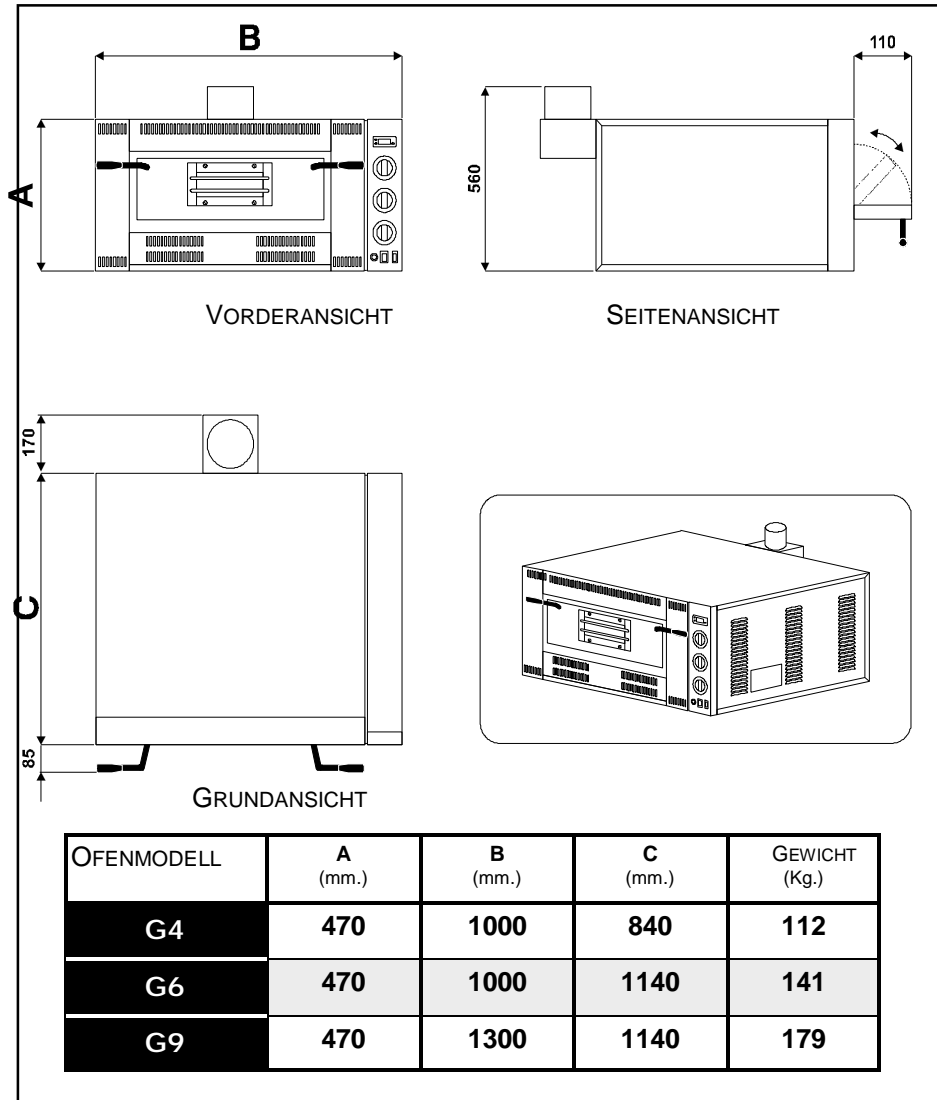 B
110
A
560
VORDERANSICHT
SEITENANSICHT
170
C
85
GRUNDANSICHT
OFENMODELL A (mm.) B (mm.) C (mm.) GEWICHT (Kg.)
G4 470 1000 840 112
G6 470 1000 1140 141
G9 470 1300 1140 179